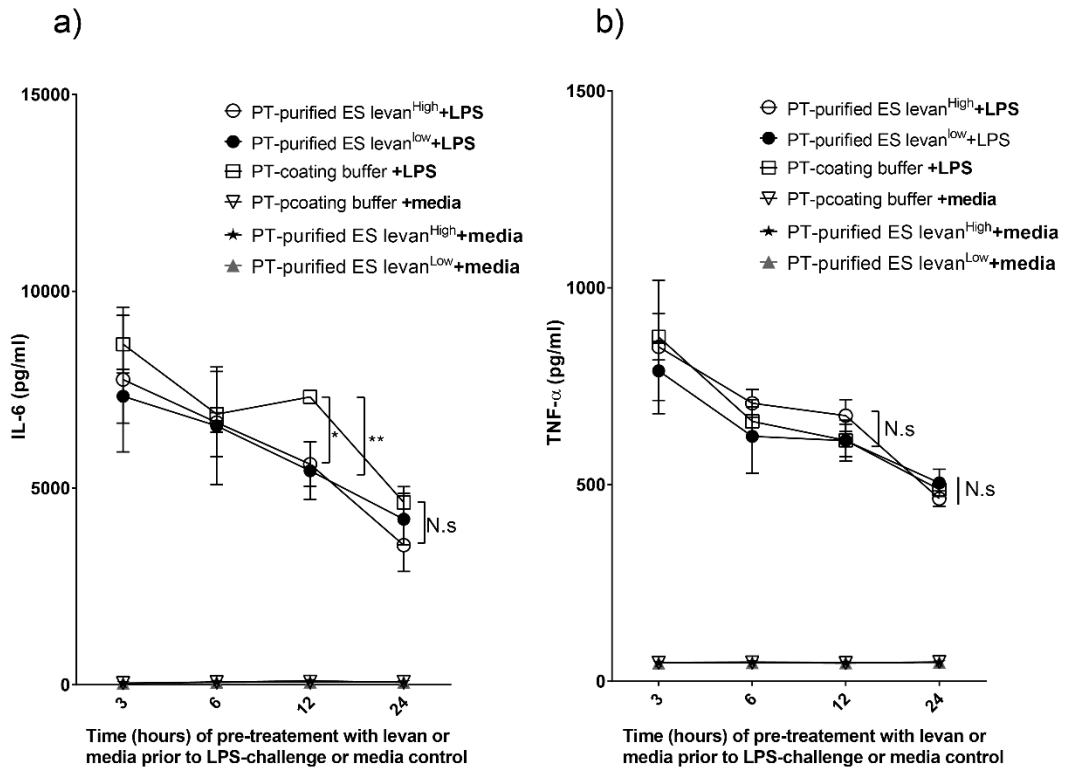 a)
15000
10000
5000
0
IL-6 (pg/ml)
PT-purified ES levanHigh+LPS
PT-purified ES levanlow+LPS
PT-coating buffer +LPS
PT-pcoating buffer +media
PT-purified ES levanHigh+media
PT-purified ES levanLow+media
*
**
N.s
3
6
12
24
Time (hours) of pre-treatement with levan or
media prior to LPS-challenge or media control
b)
1500
1000
500
0
TNF-α (pg/ml)
PT-purified ES levanHigh+LPS
PT-purified ES levanlow+LPS
PT-coating buffer +LPS
PT-pcoating buffer +media
PT-purified ES levanHigh+media
PT-purified ES levanLow+media
N.s
N.s
3
6
12
24
Time (hours) of pre-treatement with levan or
media prior to LPS-challenge or media control